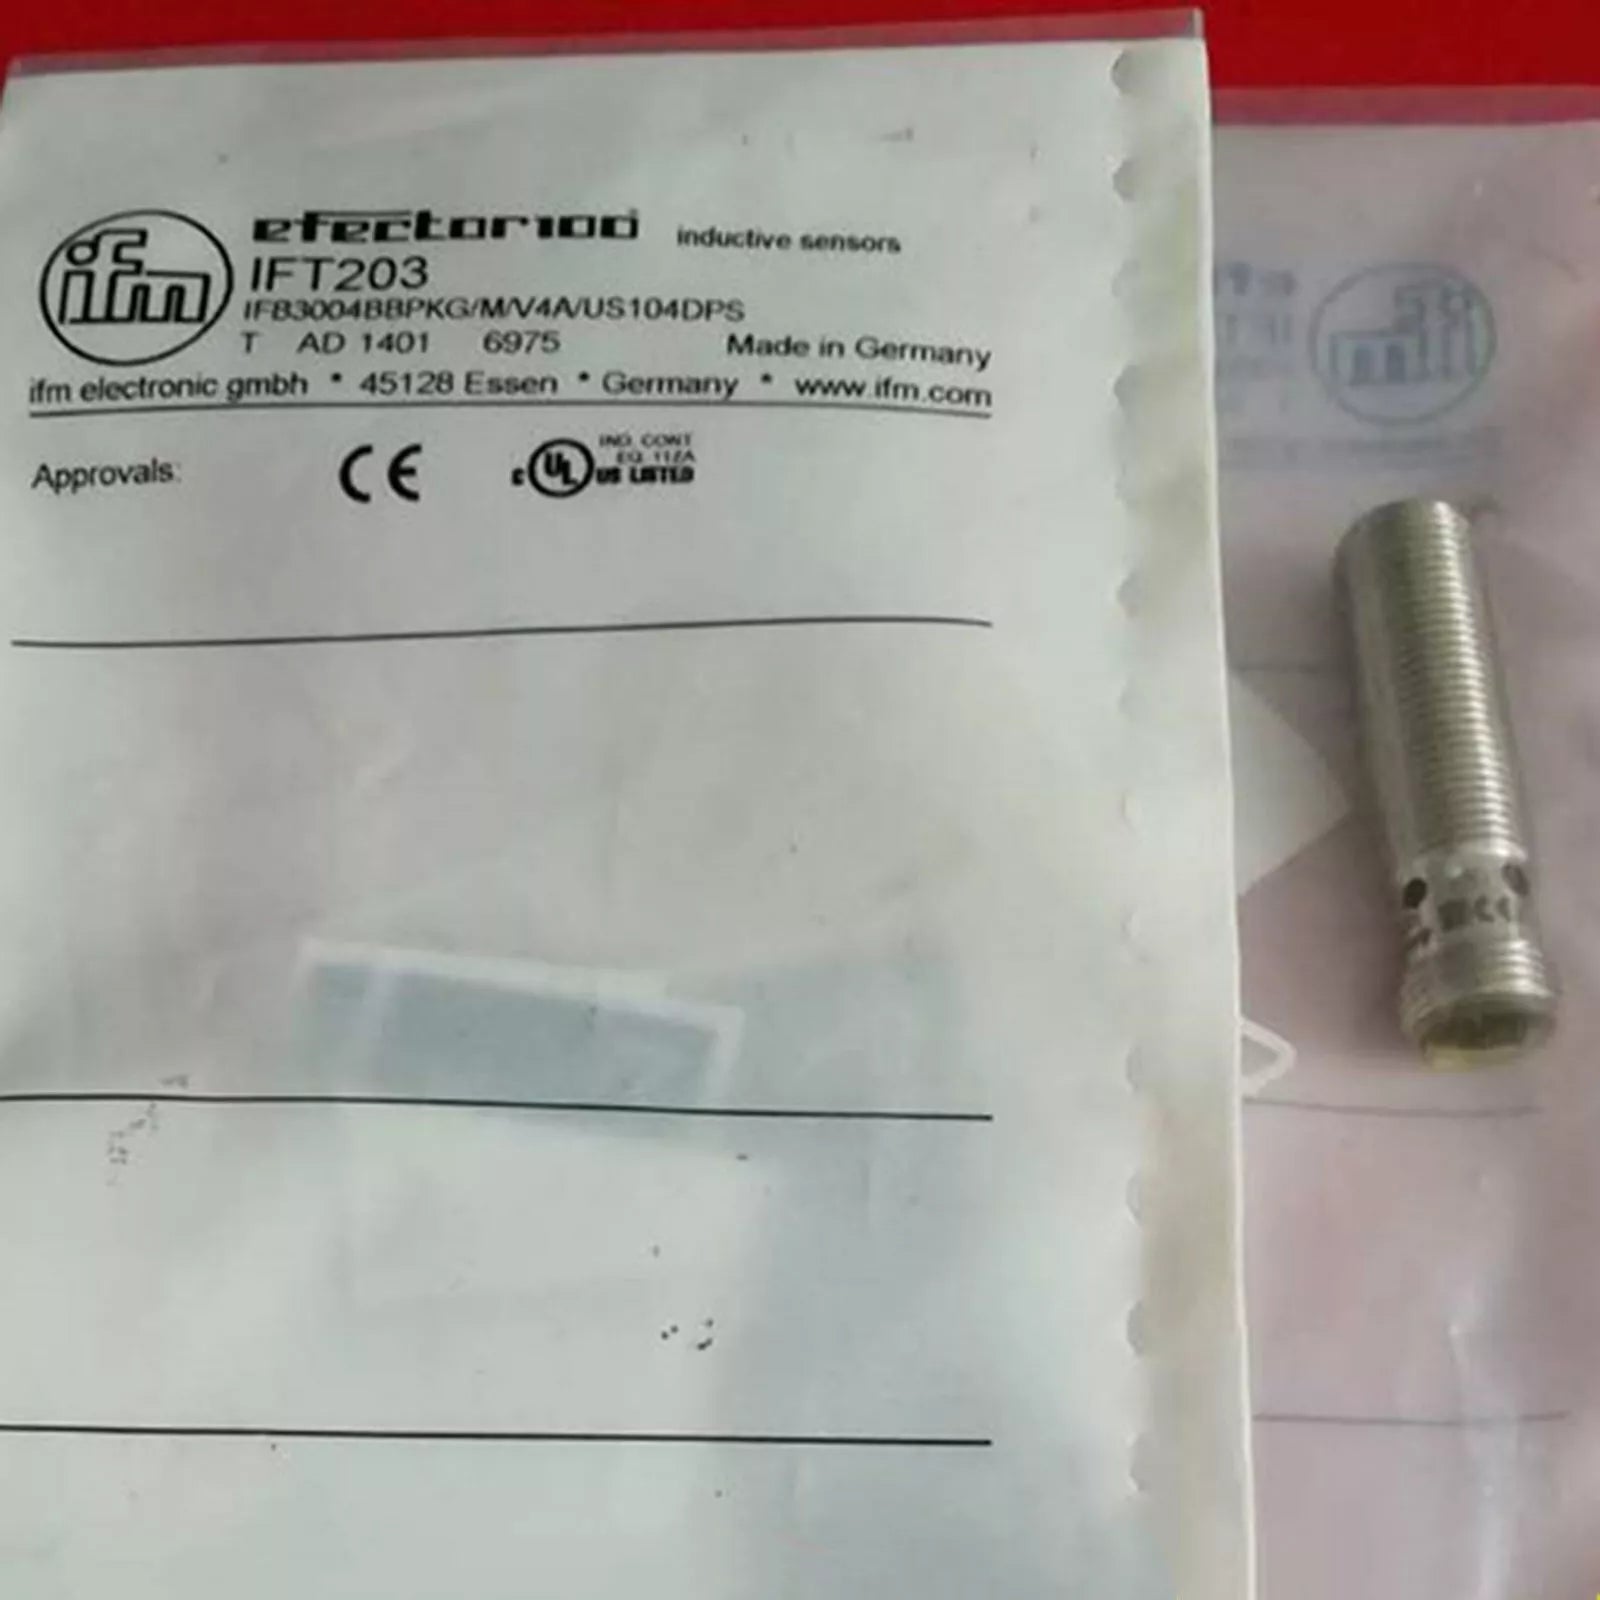 ifm efector100 inductive sensors
IFT203
IFB3004BBPKG/M/V4A/US104DPS
T AD 1401 6975 Made in Germany
ifm electronic gmbh * 45128 Essen * Germany * www.ifm.com
Approvals: CE c UL US LISTED
IND. CONT
EQ. 11ZA